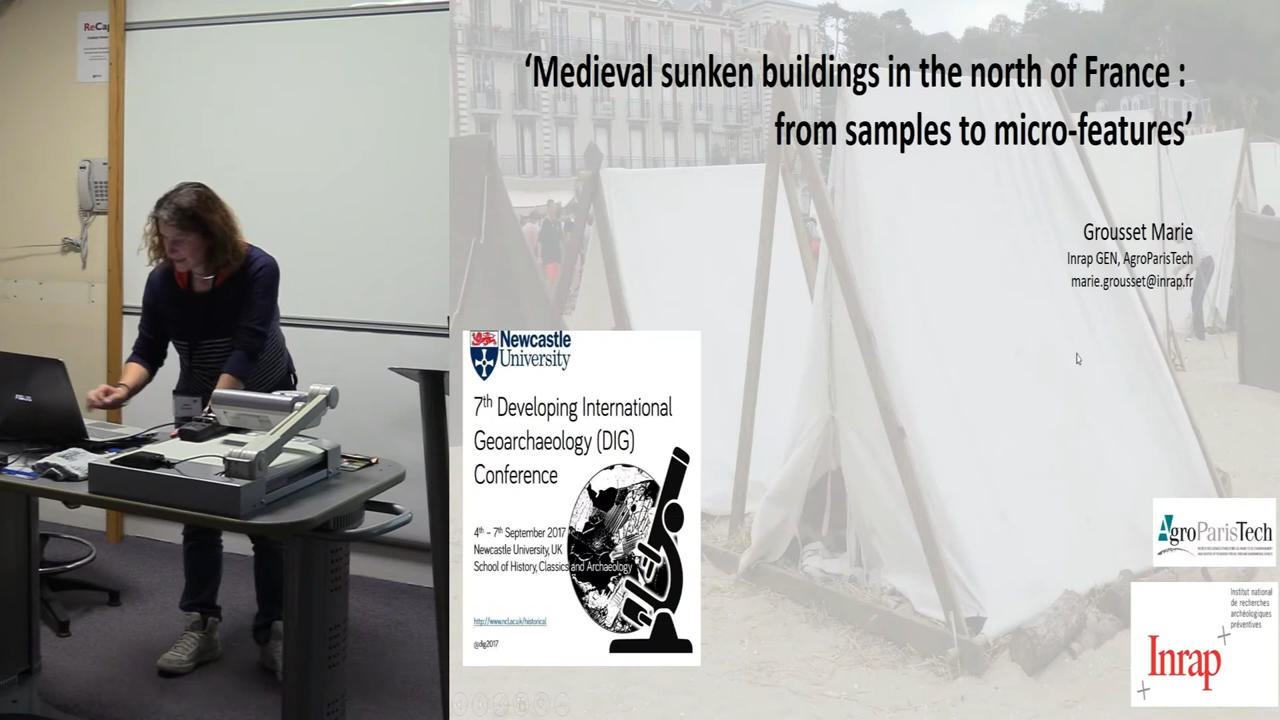 ReCap
‘Medieval sunken buildings in the north of France :
from samples to micro-features’
Grousset Marie
Inrap GEN, AgroParisTech
marie.grousset@inrap.fr
Newcastle
University
7th Developing International
Geoarchaeology (DIG)
Conference
4th – 7th September 2017
Newcastle University, UK
School of History, Classics and Archaeology
http://www.ncl.ac.uk/historical
@dig2017
AgroParisTech
Institut national
de recherches
archéologiques
préventives
Inrap